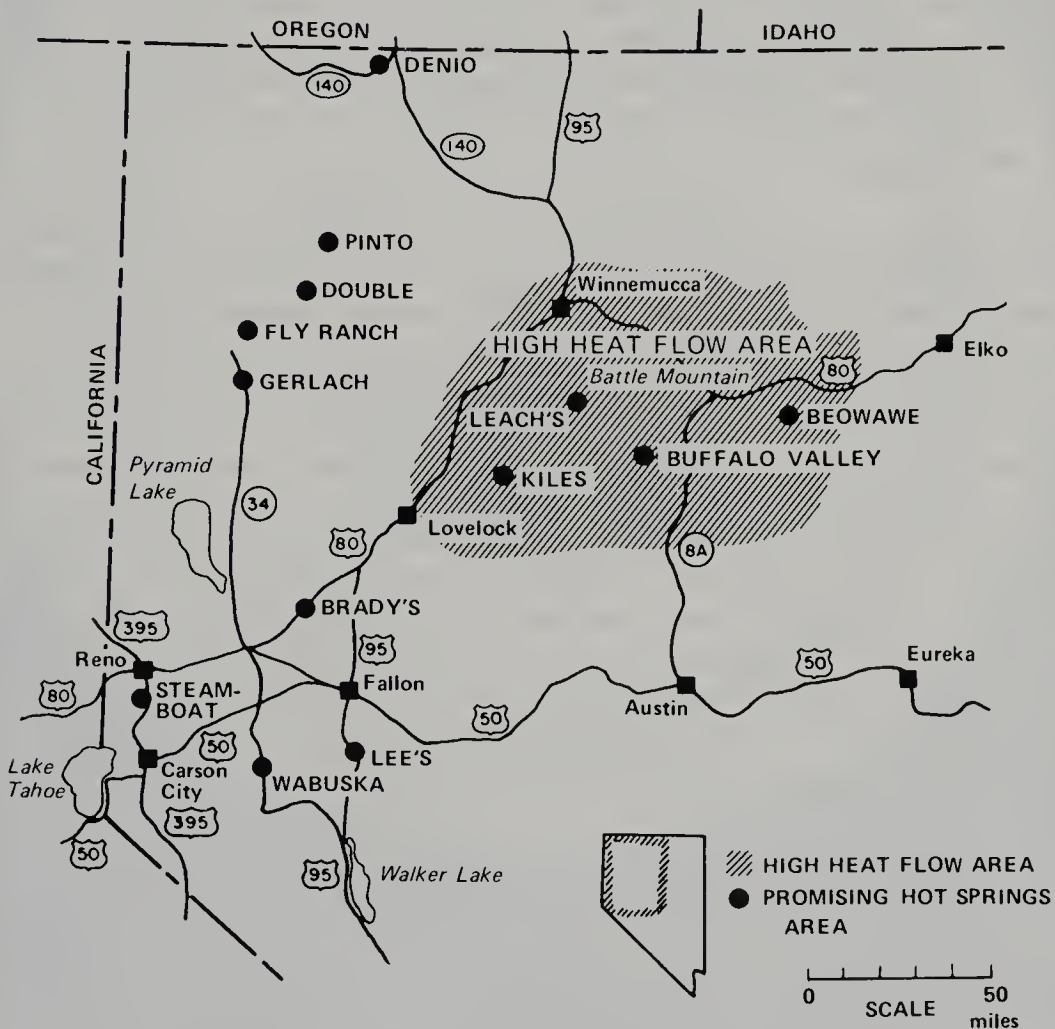 OREGON
IDAHO
DENIO
140
140
95
PINTO
DOUBLE
FLY RANCH
GERLACH
Winnemucca
HIGH HEAT FLOW AREA
Battle Mountain
80
Elko
LEACH'S
BEOWAWE
BUFFALO VALLEY
KILES
CALIFORNIA
Pyramid
Lake
34
Lovelock
80
8A
BRADY'S
395
95
Reno
80
STEAM-
BOAT
Fallon
50
Eureka
Austin
50
50
LEE'S
Lake
Tahoe
Carson
City
WABUSKA
395
50
95
Walker Lake
HIGH HEAT FLOW AREA
PROMISING HOT SPRINGS
AREA
0
50
SCALE
miles